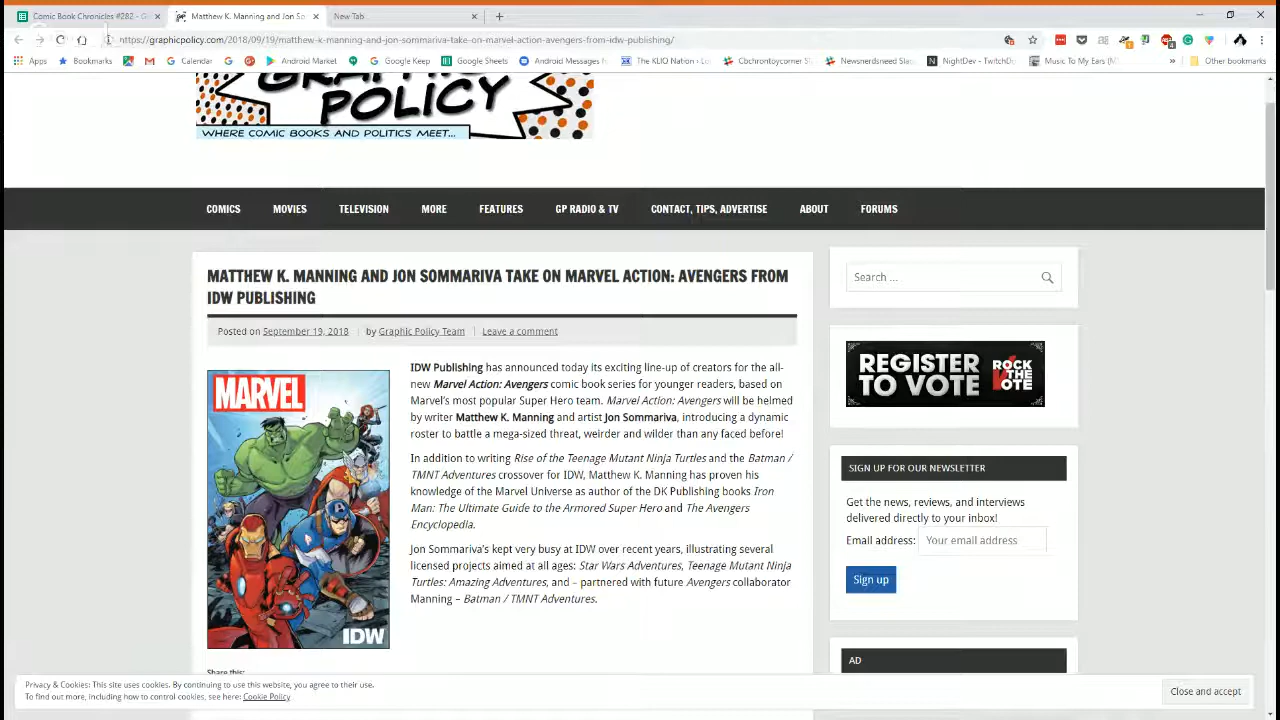 Comic Book Chronicles #282 - G
Matthew K. Manning and Jon So
New Tab
https://graphicpolicy.com/2018/09/19/matthew-k-manning-and-jon-sommariva-take-on-marvel-action-avengers-from-idw-publishing/
Apps Bookmarks Calendar Android Market Google Keep Google Sheets Android Messages The KLIO Nation Cbchrontoycorner Sl Newsnerdsneed Slac NightDev - TwitchD Music To My Ears (M » Other bookmarks
GRAPHIC
POLICY
WHERE COMIC BOOKS AND POLITICS MEET...
COMICS MOVIES TELEVISION MORE FEATURES GP RADIO & TV CONTACT, TIPS, ADVERTISE ABOUT FORUMS
MATTHEW K. MANNING AND JON SOMMARIVA TAKE ON MARVEL ACTION: AVENGERS FROM
IDW PUBLISHING
Posted on September 19, 2018 by Graphic Policy Team Leave a comment
MARVEL
IDW
IDW Publishing has announced today its exciting line-up of creators for the all-
new Marvel Action: Avengers comic book series for younger readers, based on
Marvel's most popular Super Hero team. Marvel Action: Avengers will be helmed
by writer Matthew K. Manning and artist Jon Sommariva, introducing a dynamic
roster to battle a mega-sized threat, weirder and wilder than any faced before!
In addition to writing Rise of the Teenage Mutant Ninja Turtles and the Batman /
TMNT Adventures crossover for IDW, Matthew K. Manning has proven his
knowledge of the Marvel Universe as author of the DK Publishing books Iron
Man: The Ultimate Guide to the Armored Super Hero and The Avengers
Encyclopedia.
Jon Sommariva's kept very busy at IDW over recent years, illustrating several
licensed projects aimed at all ages: Star Wars Adventures, Teenage Mutant Ninja
Turtles: Amazing Adventures, and – partnered with future Avengers collaborator
Manning – Batman / TMNT Adventures.
Share this:
Search ...
REGISTER
TO VOTE
ROCK
THE
VOTE
SIGN UP FOR OUR NEWSLETTER
Get the news, reviews, and interviews
delivered directly to your inbox!
Email address: Your email address
Sign up
AD
Privacy & Cookies: This site uses cookies. By continuing to use this website, you agree to their use.
To find out more, including how to control cookies, see here: Cookie Policy
Close and accept